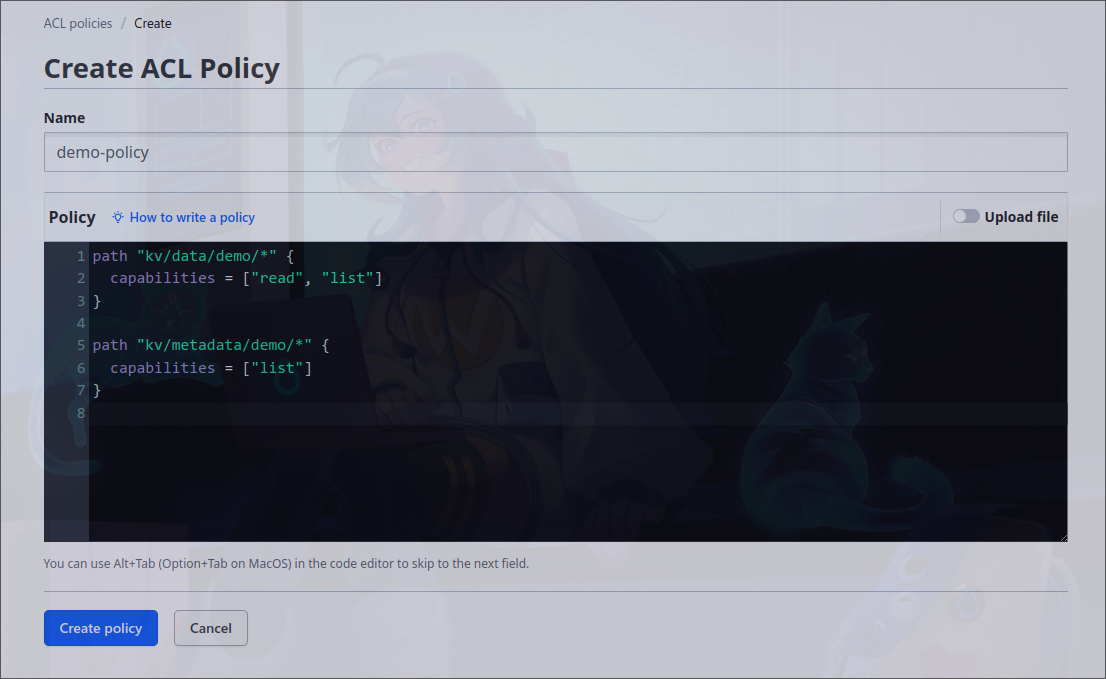 ACL policies / Create
Create ACL Policy
Name
demo-policy
Policy How to write a policy Upload file
1 path "kv/data/demo/*" {
2   capabilities = ["read", "list"]
3 }
4
5 path "kv/metadata/demo/*" {
6   capabilities = ["list"]
7 }
8
You can use Alt+Tab (Option+Tab on MacOS) in the code editor to skip to the next field.
Create policy Cancel